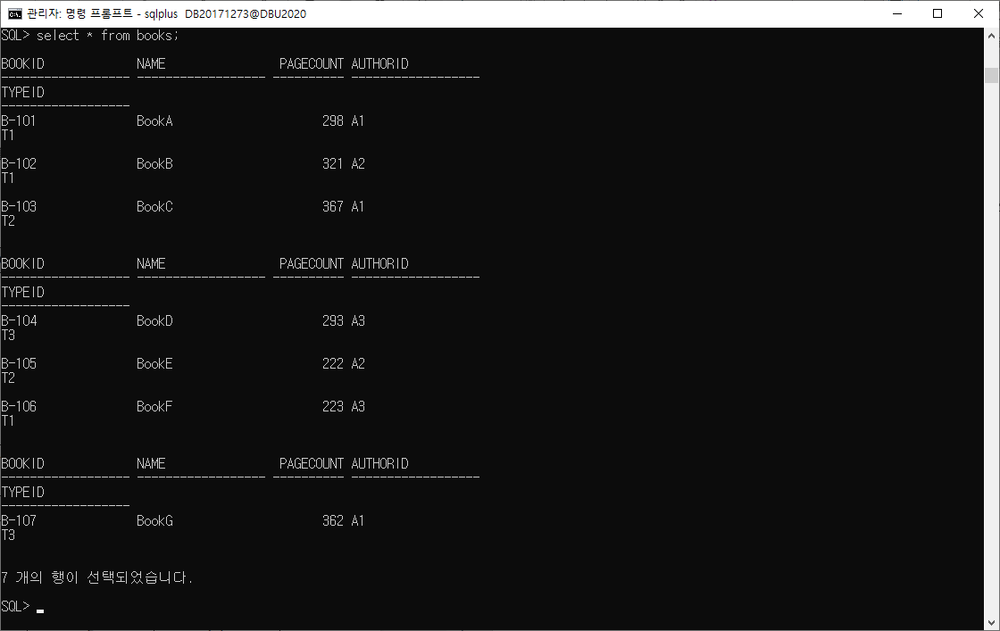 관리자: 명령 프롬프트 - sqlplus  DB20171273@DBU2020
SQL> select * from books;
BOOKID             NAME                PAGECOUNT AUTHORID
------------------ ------------------ ---------- ------------------
TYPEID
------------------
B-101              BookA                     298 A1
T1
B-102              BookB                     321 A2
T1
B-103              BookC                     367 A1
T2
BOOKID             NAME                PAGECOUNT AUTHORID
------------------ ------------------ ---------- ------------------
TYPEID
------------------
B-104              BookD                     293 A3
T3
B-105              BookE                     222 A2
T2
B-106              BookF                     223 A3
T1
BOOKID             NAME                PAGECOUNT AUTHORID
------------------ ------------------ ---------- ------------------
TYPEID
------------------
B-107              BookG                     362 A1
T3
7 개의 행이 선택되었습니다.
SQL>